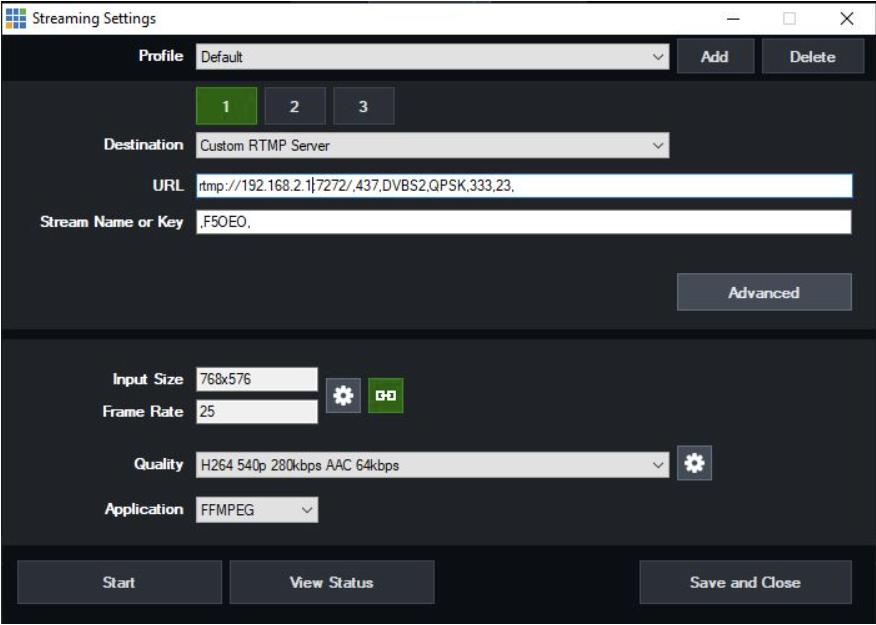 Streaming Settings
Profile Default Add Delete
1 2 3
Destination Custom RTMP Server
URL rtmp://192.168.2.1:7272/,437,DVBS2,QPSK,333,23,
Stream Name or Key ,F5OEO,
Advanced
Input Size 768x576
Frame Rate 25
Quality H264 540p 280kbps AAC 64kbps
Application FFMPEG
Start View Status Save and Close